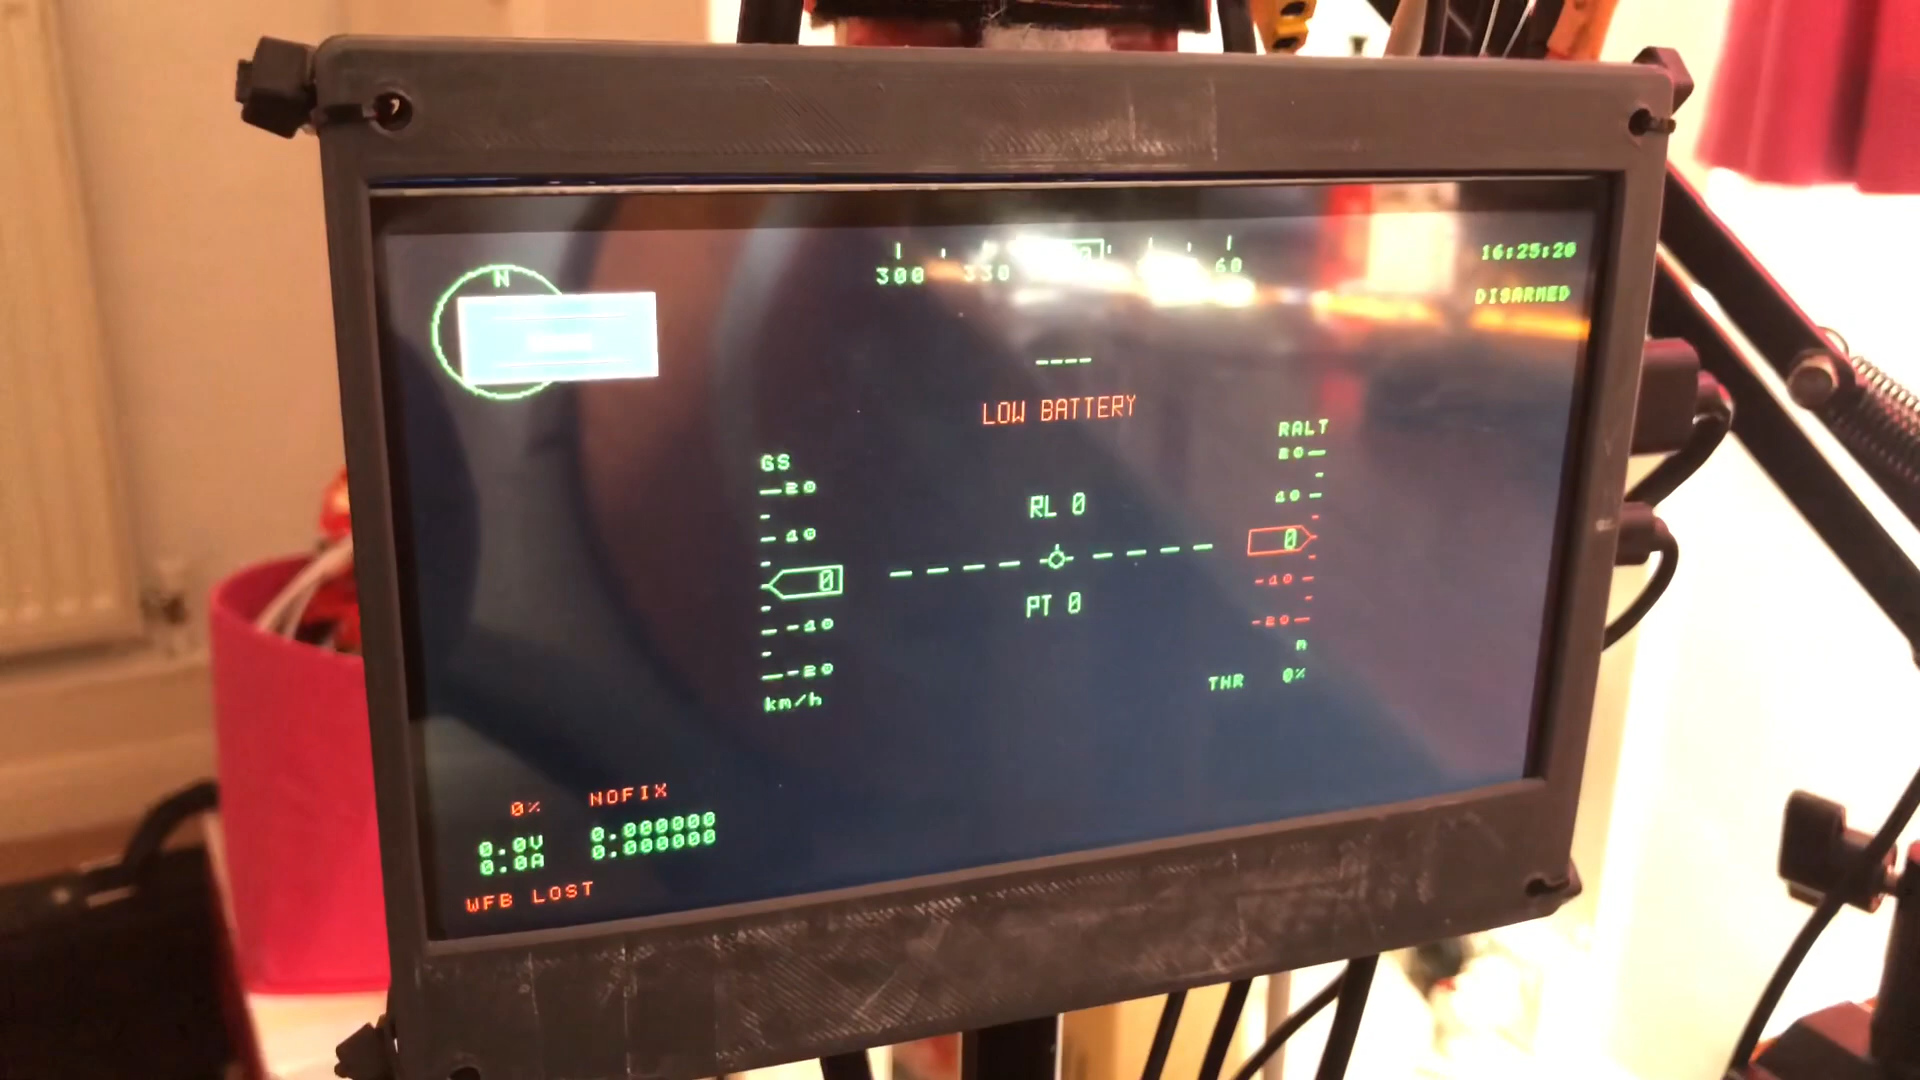 N
300 330 60
16:25:20
DISARMED
----
LOW BATTERY
GS
20
40
0
-40
-20
km/h
RL 0
PT 0
RALT
20
40
0
-40
-20
m
THR 0%
0% NOFIX
0.0V 0.000000
0.0A 0.000000
WFB LOST